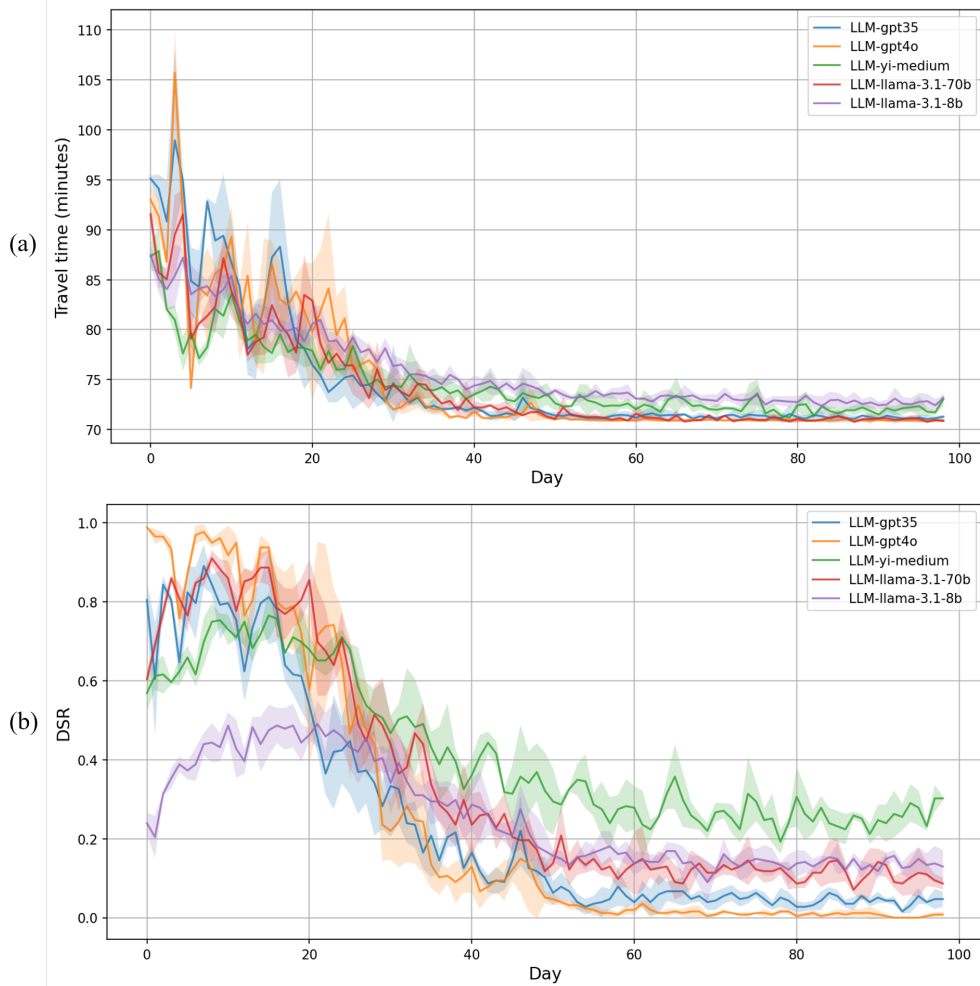 (a)
Travel time (minutes)
110
105
100
95
90
85
80
75
70
0
20
40
60
80
100
Day
LLM-gpt35
LLM-gpt4o
LLM-yi-medium
LLM-llama-3.1-70b
LLM-llama-3.1-8b
(b)
DSR
1.0
0.8
0.6
0.4
0.2
0.0
0
20
40
60
80
100
Day
LLM-gpt35
LLM-gpt4o
LLM-yi-medium
LLM-llama-3.1-70b
LLM-llama-3.1-8b